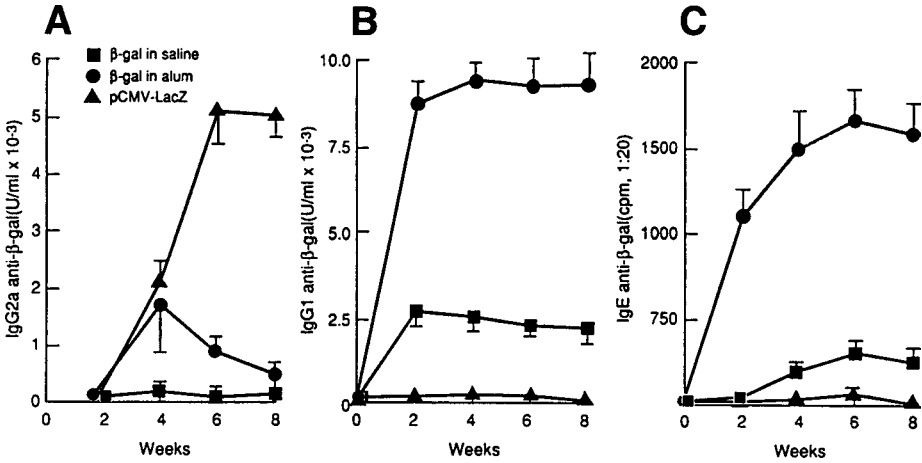 A
B
C
β-gal in saline
β-gal in alum
pCMV-LacZ
IgG2a anti-β-gal(U/ml x 10-3)
6
5
4
3
2
1
0
0 2 4 6 8
Weeks
IgG1 anti-β-gal(U/ml x 10-3)
10.0
7.5
5.0
2.5
0
0 2 4 6 8
Weeks
IgE anti-β-gal(cpm, 1:20)
2000
1500
1000
750
0 2 4 6 8
Weeks